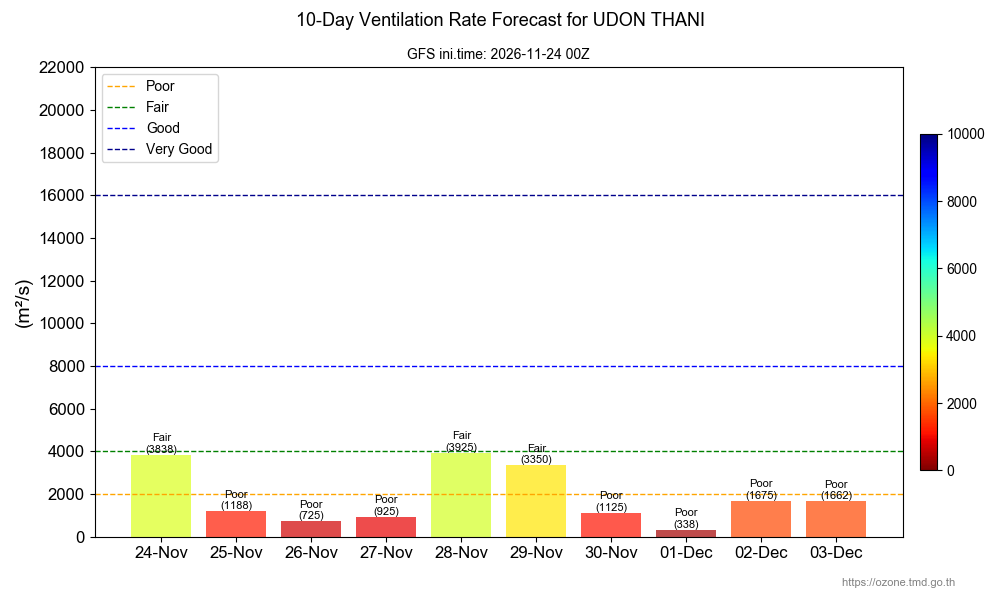 10-Day Ventilation Rate Forecast for UDON THANI
GFS ini.time: 2026-11-24 00Z
22000
20000
18000
16000
14000
12000
10000
8000
6000
4000
2000
0
(m²/s)
Poor
Fair
Good
Very Good
Fair
(3838)
Poor
(1188)
Poor
(725)
Poor
(925)
Fair
(3925)
Fair
(3350)
Poor
(1125)
Poor
(338)
Poor
(1675)
Poor
(1662)
24-Nov 25-Nov 26-Nov 27-Nov 28-Nov 29-Nov 30-Nov 01-Dec 02-Dec 03-Dec
10000
8000
6000
4000
2000
0
https://ozone.tmd.go.th